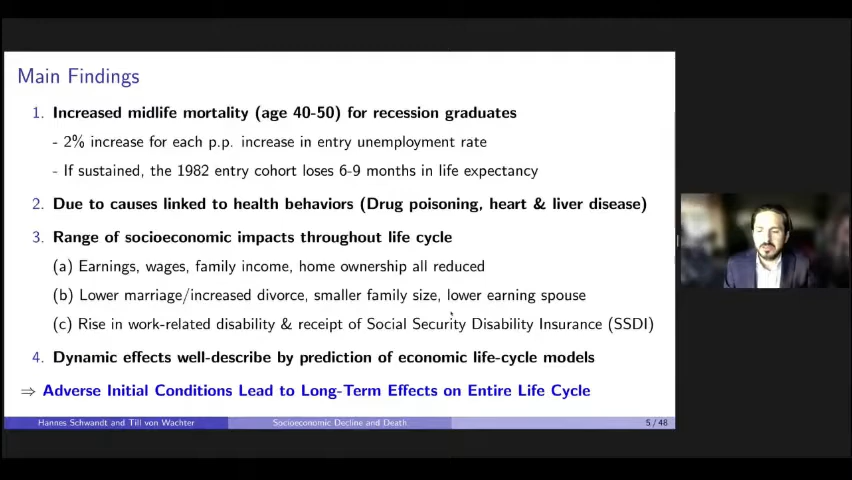 Main Findings
1. Increased midlife mortality (age 40-50) for recession graduates
- 2% increase for each p.p. increase in entry unemployment rate
- If sustained, the 1982 entry cohort loses 6-9 months in life expectancy
2. Due to causes linked to health behaviors (Drug poisoning, heart & liver disease)
3. Range of socioeconomic impacts throughout life cycle
(a) Earnings, wages, family income, home ownership all reduced
(b) Lower marriage/increased divorce, smaller family size, lower earning spouse
(c) Rise in work-related disability & receipt of Social Security Disability Insurance (SSDI)
4. Dynamic effects well-describe by prediction of economic life-cycle models
⇒ Adverse Initial Conditions Lead to Long-Term Effects on Entire Life Cycle
Hannes Schwandt and Till von Wachter Socioeconomic Decline and Death 5 / 48